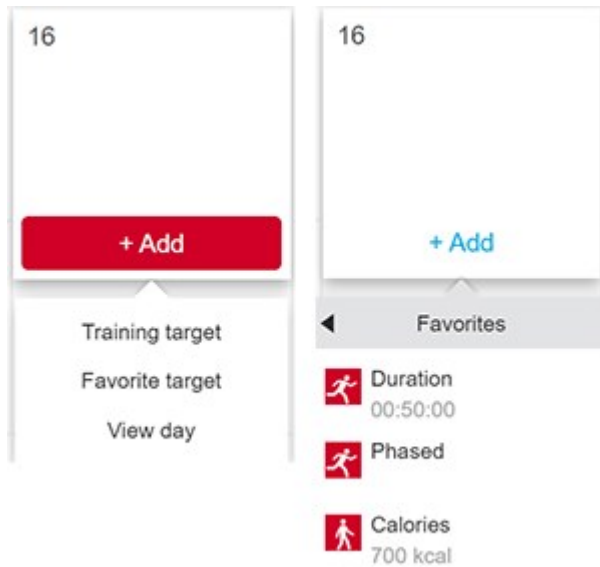 16
+ Add
Training target
Favorite target
View day
16
+ Add
Favorites
Duration
00:50:00
Phased
Calories
700 kcal